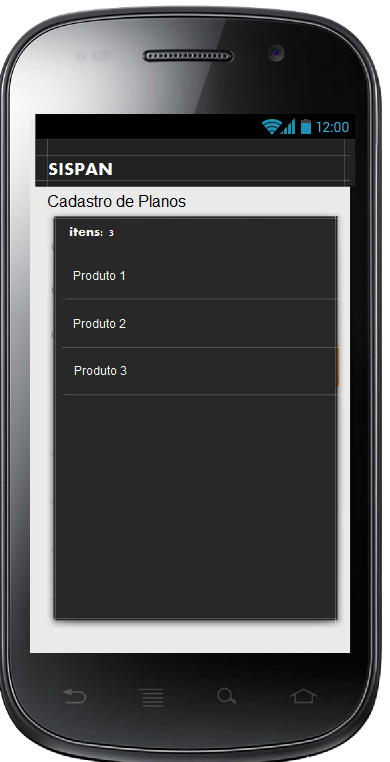 12:00
SISPAN
Cadastro de Planos
itens: 3
Produto 1
Produto 2
Produto 3